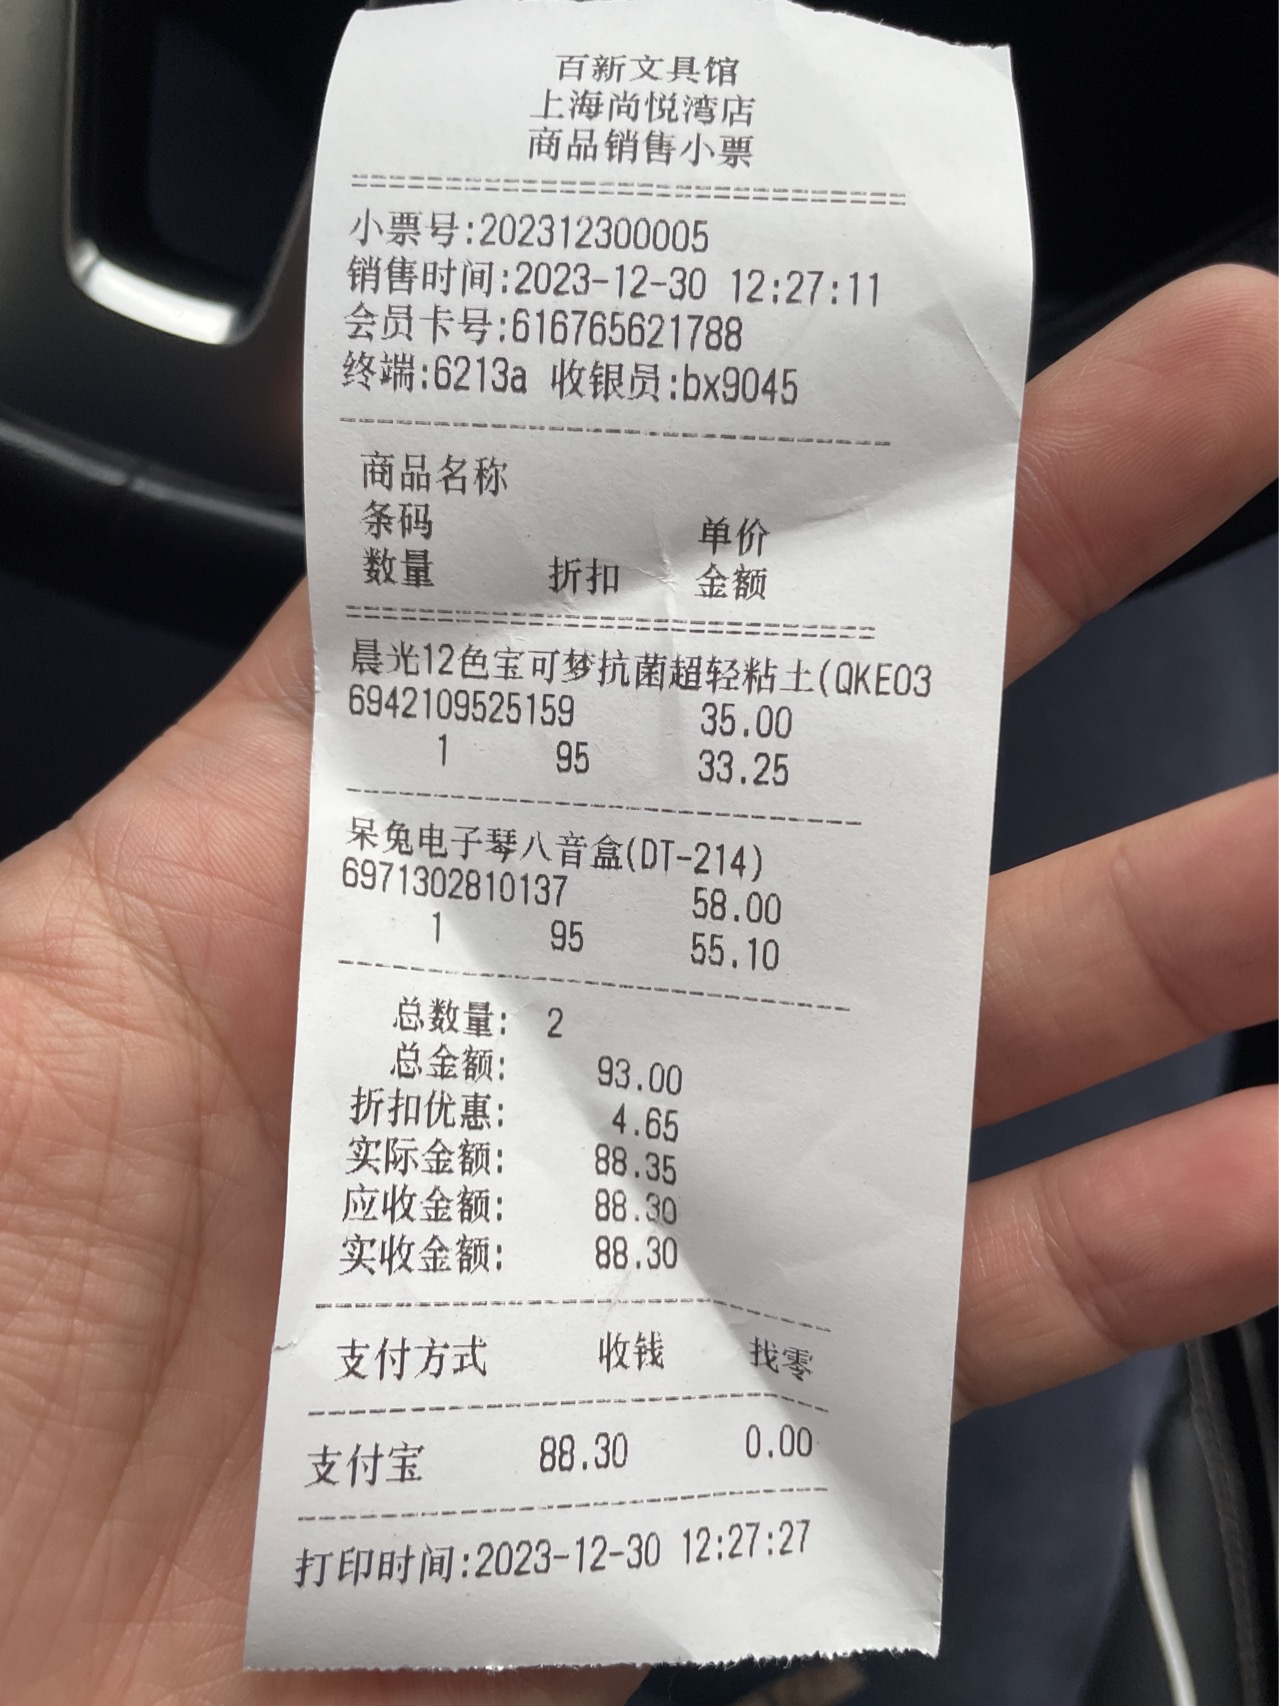 百新文具馆
上海尚悦湾店
商品销售小票
小票号:202312300005
销售时间:2023-12-30 12:27:11
会员卡号:616765621788
终端:6213a 收银员:bx9045
商品名称
条码 单价
数量 折扣 金额
晨光12色宝可梦抗菌超轻粘土(QKE03
6942109525159 35.00
1 95 33.25
呆兔电子琴八音盒(DT-214)
6971302810137 58.00
1 95 55.10
总数量: 2
总金额: 93.00
折扣优惠: 4.65
实际金额: 88.35
应收金额: 88.30
实收金额: 88.30
支付方式 收钱 找零
支付宝 88.30 0.00
打印时间:2023-12-30 12:27:27